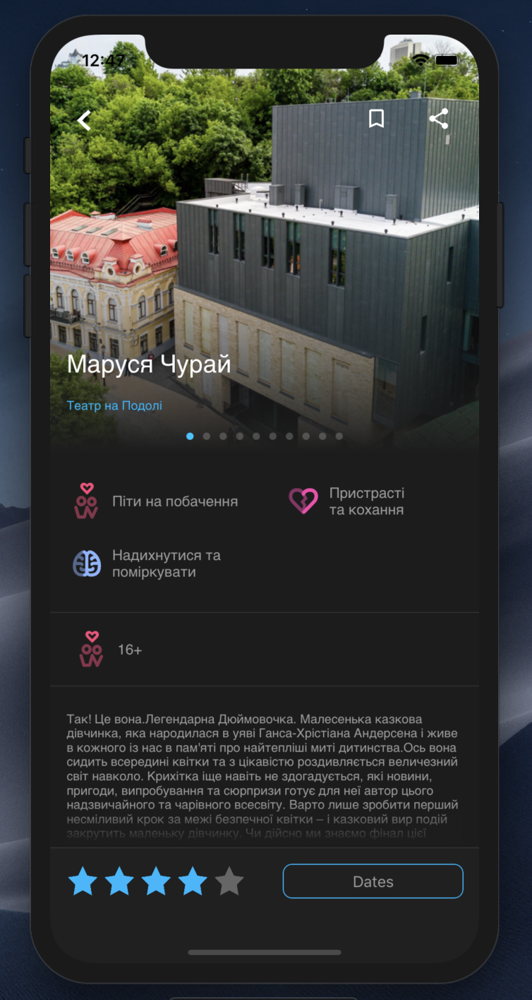 12:47
Маруся Чурай
Театр на Подолі
Піти на побачення
Пристрасті
та кохання
Надихнутися та
поміркувати
16+
Так! Це вона.Легендарна Дюймовочка. Малесенька казкова
дівчинка, яка народилася в уяві Ганса-Хрістіана Андерсена і живе
в кожного із нас в пам'яті про найтепліші миті дитинства.Ось вона
сидить всередині квітки та з цікавістю роздивляється величезний
світ навколо. Крихітка іще навіть не здогадується, які новини,
пригоди, випробування та сюрпризи готує для неї автор цього
надзвичайного та чарівного всесвіту. Варто лише зробити перший
несміливий крок за межі безпечної квітки – і казковий вир подій
закрутить маленьку дівчинку. Чи дійсно ми знаємо фінал цієї
Dates